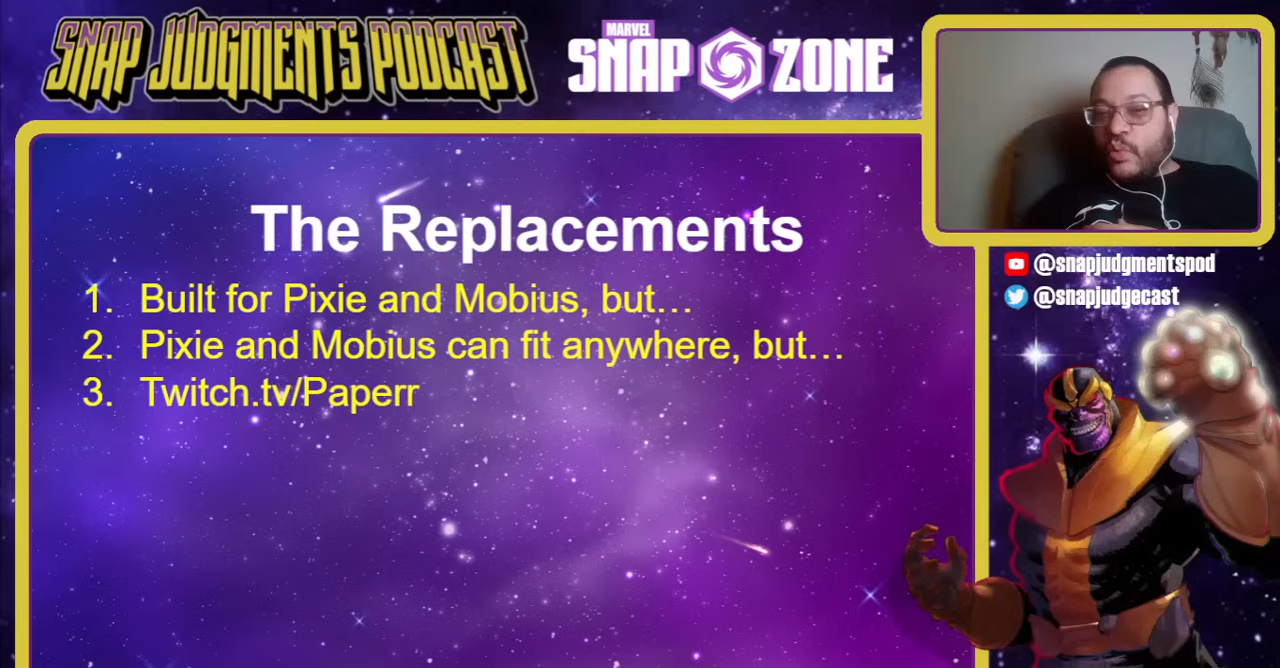 SNAP JUDGMENTS PODCAST
MARVEL
SNAP ZONE
The Replacements
1. Built for Pixie and Mobius, but…
2. Pixie and Mobius can fit anywhere, but…
3. Twitch.tv/Paperr
@snapjudgmentspod
@snapjudgecast